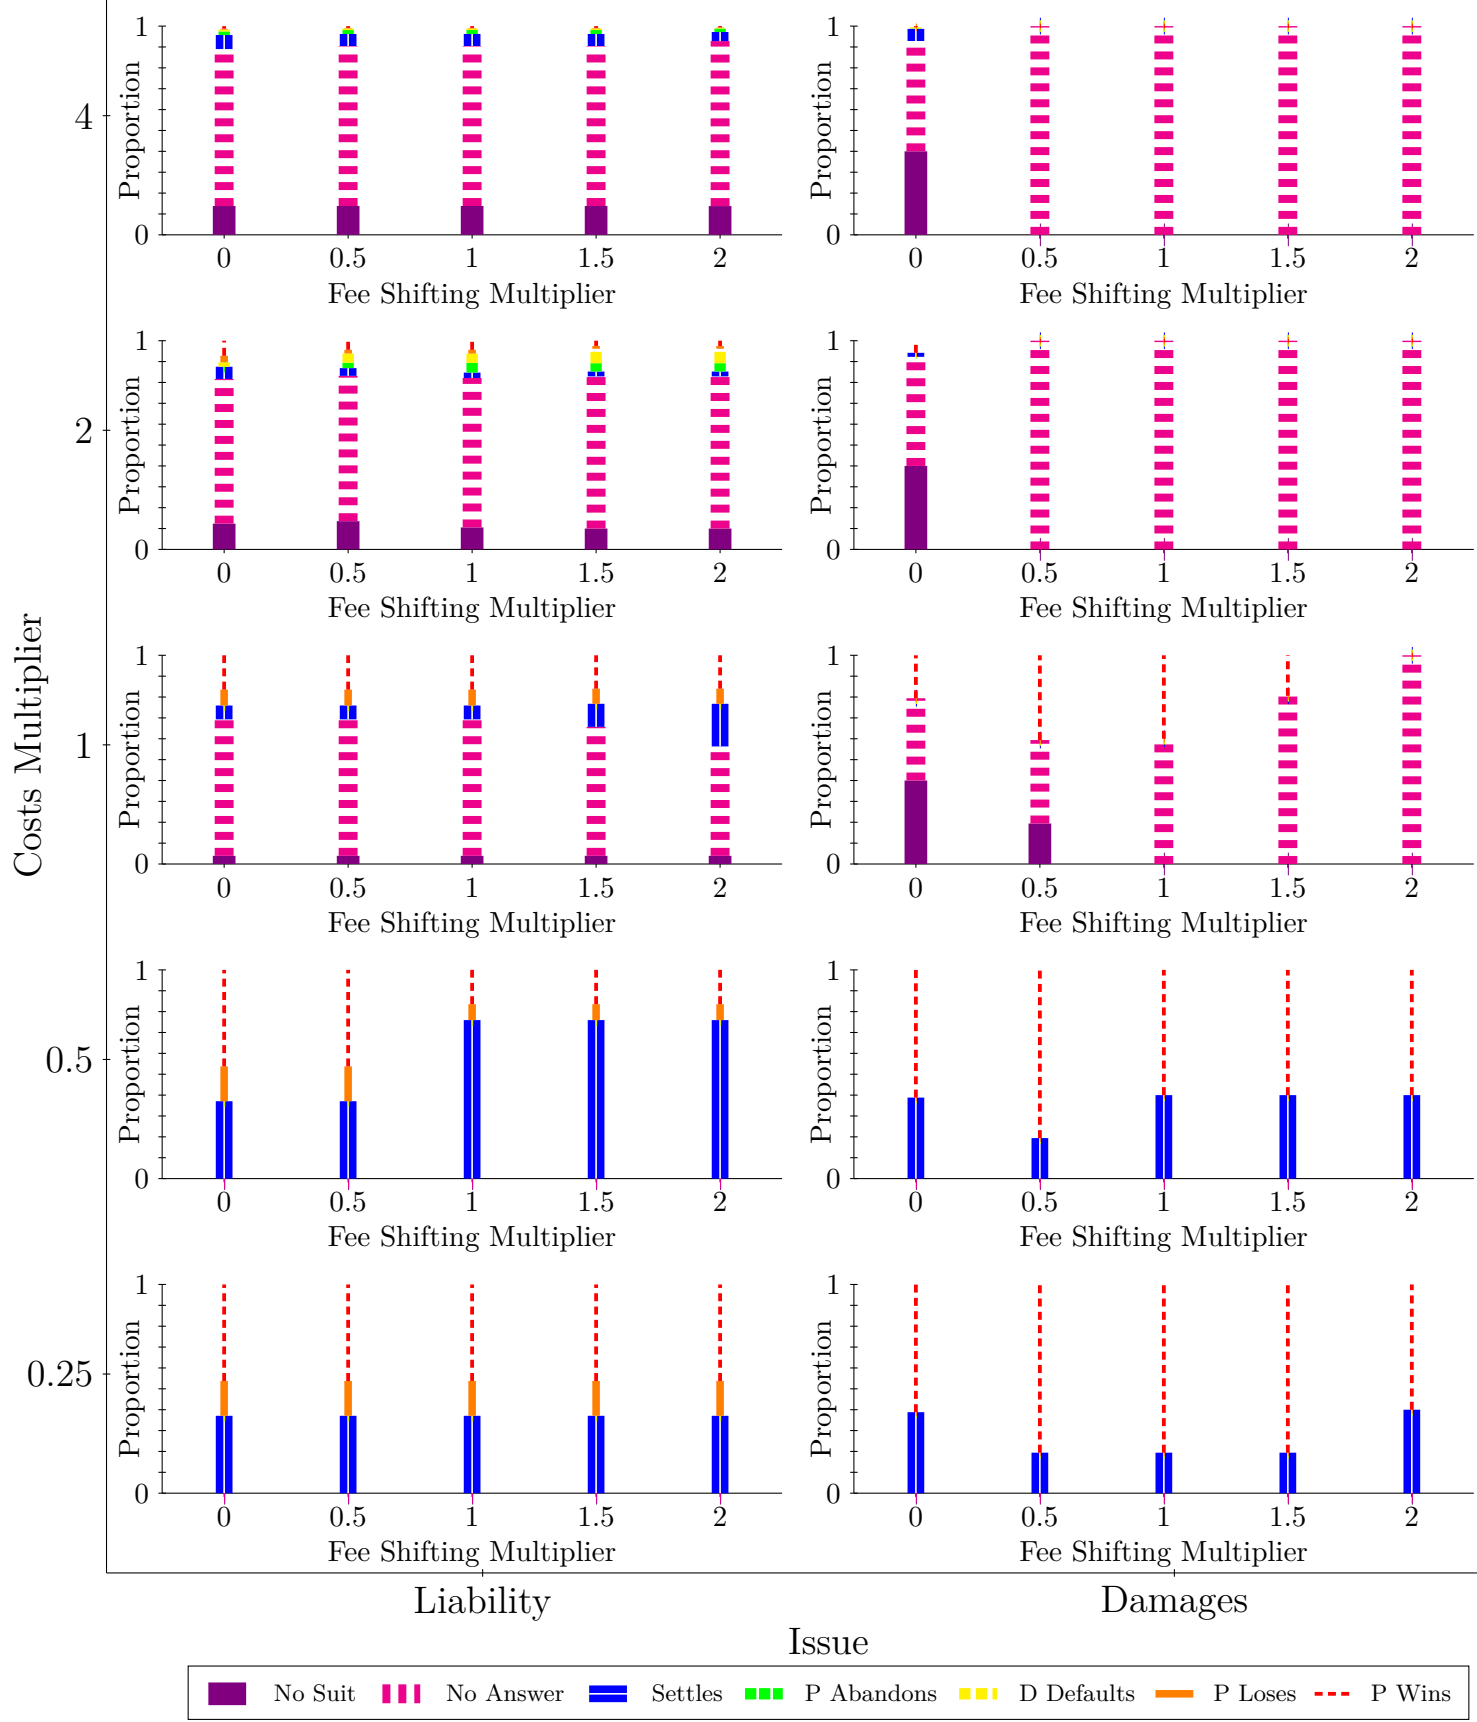 Costs Multiplier
4
1
Proportion
0
0 0.5 1 1.5 2
Fee Shifting Multiplier
1
Proportion
0
0 0.5 1 1.5 2
Fee Shifting Multiplier
2
1
Proportion
0
0 0.5 1 1.5 2
Fee Shifting Multiplier
1
Proportion
0
0 0.5 1 1.5 2
Fee Shifting Multiplier
1
1
Proportion
0
0 0.5 1 1.5 2
Fee Shifting Multiplier
1
Proportion
0
0 0.5 1 1.5 2
Fee Shifting Multiplier
0.5
1
Proportion
0
0 0.5 1 1.5 2
Fee Shifting Multiplier
1
Proportion
0
0 0.5 1 1.5 2
Fee Shifting Multiplier
0.25
1
Proportion
0
0 0.5 1 1.5 2
Fee Shifting Multiplier
1
Proportion
0
0 0.5 1 1.5 2
Fee Shifting Multiplier
Liability Damages
Issue
No Suit No Answer Settles P Abandons D Defaults P Loses P Wins